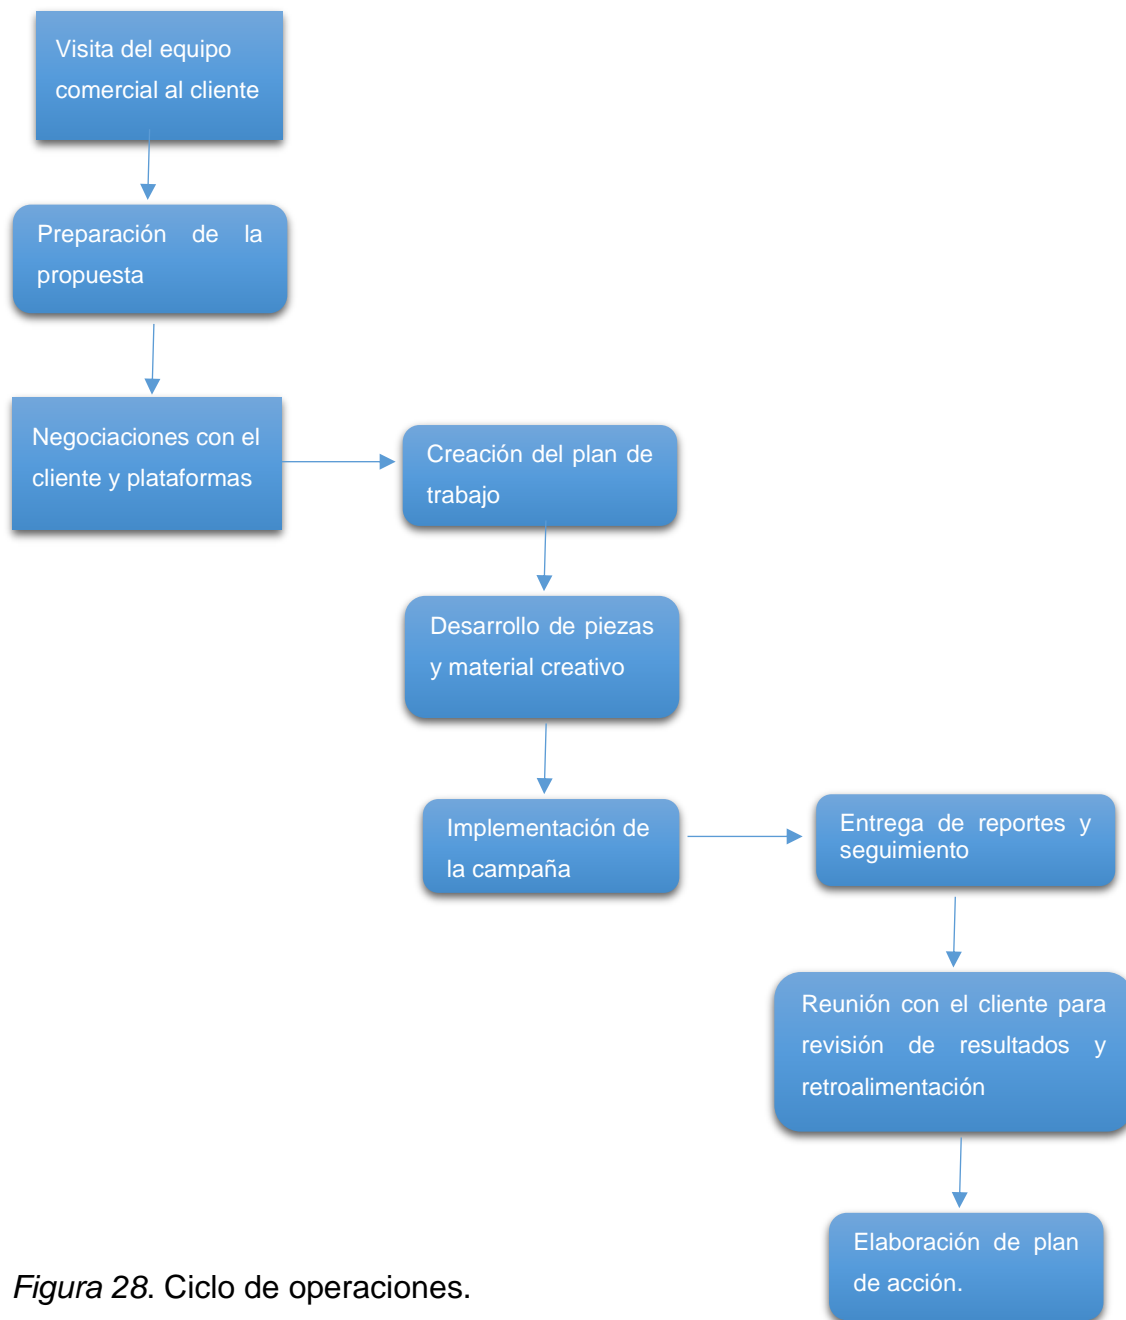 Visita del equipo
comercial al cliente
Preparación de la
propuesta
Negociaciones con el
cliente y plataformas
Creación del plan de
trabajo
Desarrollo de piezas
y material creativo
Implementación de
la campaña
Entrega de reportes y
seguimiento
Reunión con el cliente para
revisión de resultados y
retroalimentación
Elaboración de plan
de acción.
Figura 28. Ciclo de operaciones.